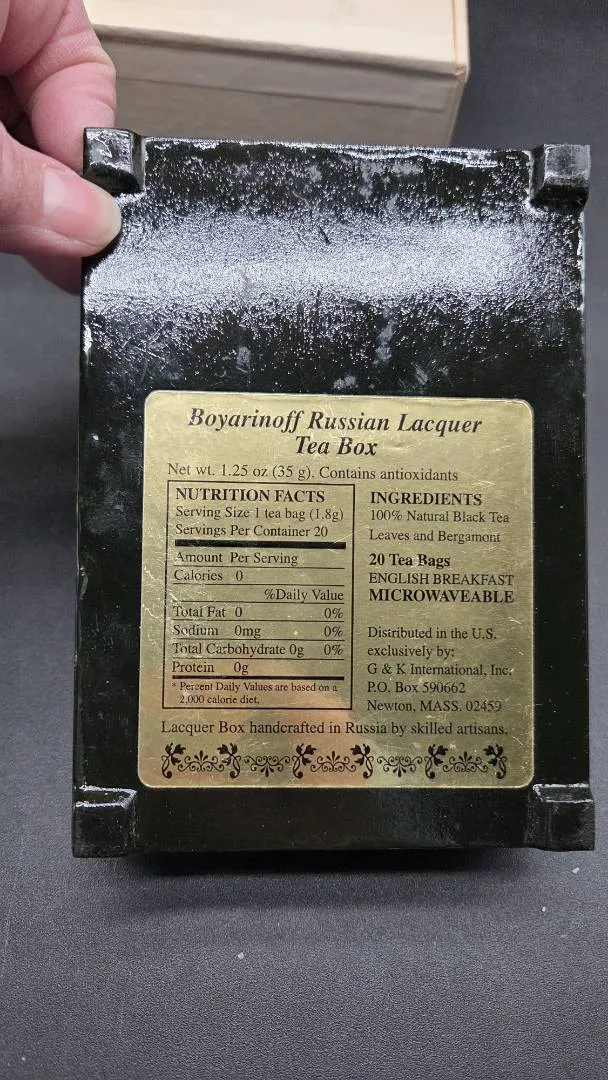 Boyarinoff Russian Lacquer
Tea Box
Net wt. 1.25 oz (35 g). Contains antioxidants
NUTRITION FACTS
Serving Size 1 tea bag (1.8g)
Servings Per Container 20
Amount Per Serving
Calories 0
%Daily Value
Total Fat 0 0%
Sodium 0mg 0%
Total Carbohydrate 0g 0%
Protein 0g
* Percent Daily Values are based on a
2,000 calorie diet.
INGREDIENTS
100% Natural Black Tea
Leaves and Bergamont
20 Tea Bags
ENGLISH BREAKFAST
MICROWAVEABLE
Distributed in the U.S.
exclusively by:
G & K International, Inc.
P.O. Box 590662
Newton, MASS. 02459
Lacquer Box handcrafted in Russia by skilled artisans.